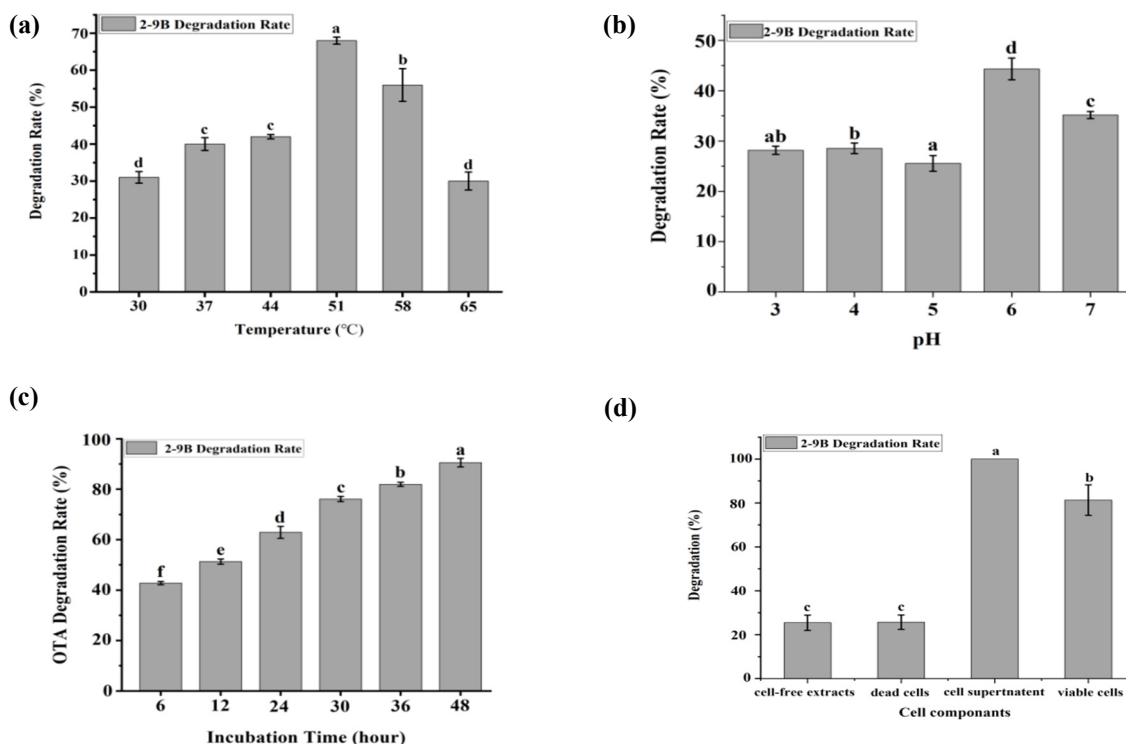 (a)
2-9B Degradation Rate
Degradation Rate (%)
70
60
50
40
30
20
10
0
d
c
c
a
b
d
30 37 44 51 58 65
Temperature (℃)
(b)
2-9B Degradation Rate
Degradation Rate (%)
50
40
30
20
10
0
ab
b
a
d
c
3 4 5 6 7
pH
(c)
2-9B Degradation Rate
OTA Degradation Rate (%)
100
80
60
40
20
0
f
e
d
c
b
a
6 12 24 30 36 48
Incubation Time (hour)
(d)
2-9B Degradation Rate
Degradation (%)
100
80
60
40
20
0
c
c
a
b
cell-free extracts dead cells cell supertnatent viable cells
Cell componants